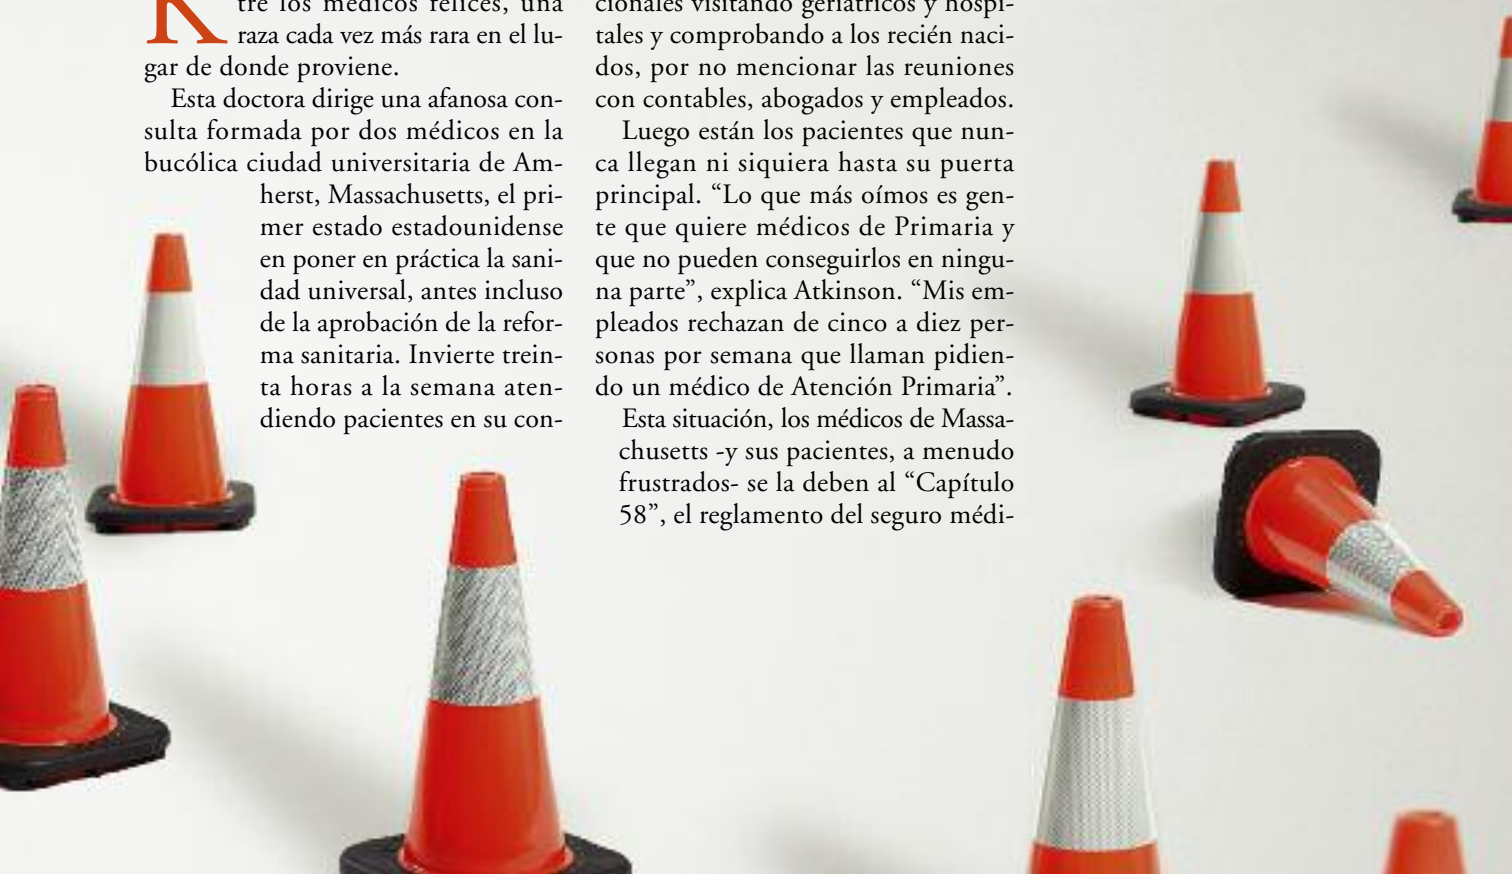 K tre los médicos felices, una
raza cada vez más rara en el lu-
gar de donde proviene.
Esta doctora dirige una afanosa con-
sulta formada por dos médicos en la
bucólica ciudad universitaria de Am-
herst, Massachusetts, el pri-
mer estado estadounidense
en poner en práctica la sani-
dad universal, antes incluso
de la aprobación de la refor-
ma sanitaria. Invierte trein-
ta horas a la semana aten-
diendo pacientes en su con-
cionales visitando geriátricos y hospi-
tales y comprobando a los recién naci-
dos, por no mencionar las reuniones
con contables, abogados y empleados.
Luego están los pacientes que nun-
ca llegan ni siquiera hasta su puerta
principal. “Lo que más oímos es gen-
te que quiere médicos de Primaria y
que no pueden conseguirlos en ningu-
na parte”, explica Atkinson. “Mis em-
pleados rechazan de cinco a diez per-
sonas por semana que llaman pidien-
do un médico de Atención Primaria”.
Esta situación, los médicos de Massa-
chusetts -y sus pacientes, a menudo
frustrados- se la deben al “Capítulo
58”, el reglamento del seguro médi-